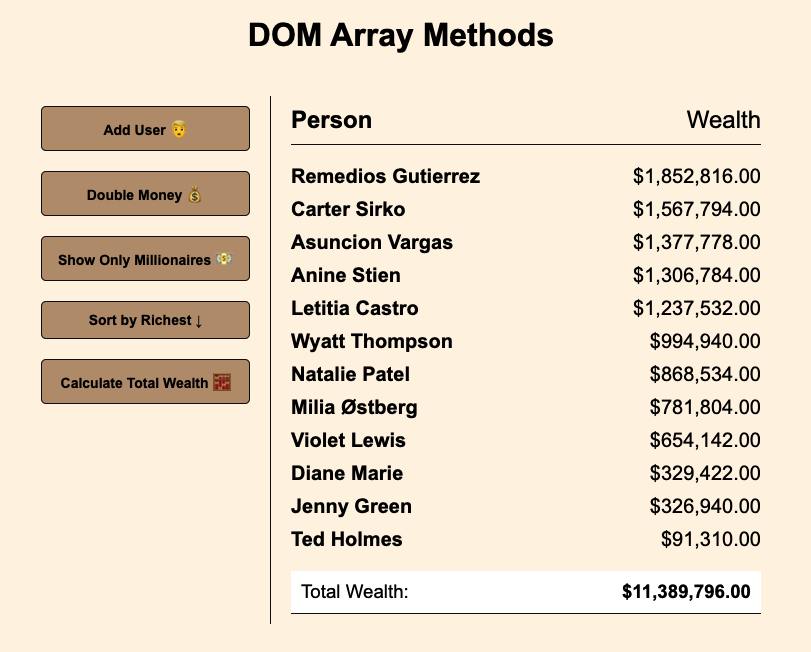 DOM Array Methods
Add User 👨
Double Money 💰
Show Only Millionaires 💸
Sort by Richest ↓
Calculate Total Wealth 🧮
Person Wealth
Remedios Gutierrez $1,852,816.00
Carter Sirko $1,567,794.00
Asuncion Vargas $1,377,778.00
Anine Stien $1,306,784.00
Letitia Castro $1,237,532.00
Wyatt Thompson $994,940.00
Natalie Patel $868,534.00
Milia Østberg $781,804.00
Violet Lewis $654,142.00
Diane Marie $329,422.00
Jenny Green $326,940.00
Ted Holmes $91,310.00
Total Wealth: $11,389,796.00